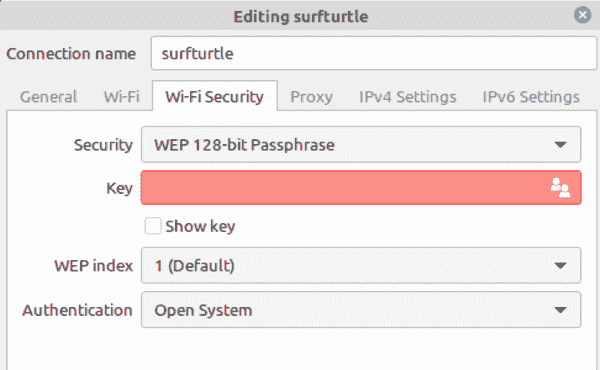 Editing surfturtle
Connection name surfturtle
General Wi-Fi Wi-Fi Security Proxy IPv4 Settings IPv6 Settings
Security WEP 128-bit Passphrase
Key
Show key
WEP index 1 (Default)
Authentication Open System